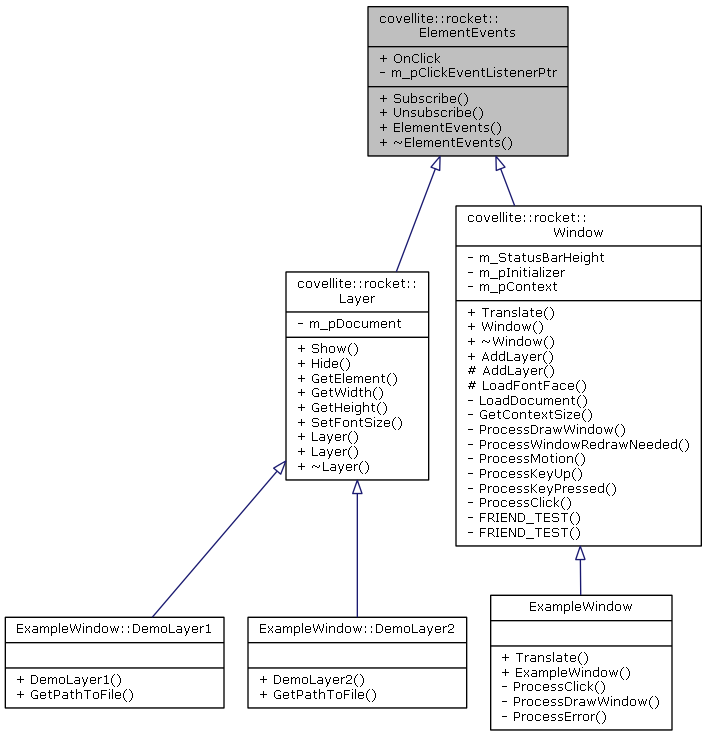 covellite::rocket::
ElementEvents
+ OnClick
- m_pClickEventListenerPtr
+ Subscribe()
+ Unsubscribe()
+ ElementEvents()
+ ~ElementEvents()
covellite::rocket::
Layer
- m_pDocument
+ Show()
+ Hide()
+ GetElement()
+ GetWidth()
+ GetHeight()
+ SetFontSize()
+ Layer()
+ Layer()
+ ~Layer()
covellite::rocket::
Window
- m_StatusBarHeight
- m_pInitializer
- m_pContext
+ Translate()
+ Window()
+ ~Window()
+ AddLayer()
# AddLayer()
# LoadFontFace()
- LoadDocument()
- GetContextSize()
- ProcessDrawWindow()
- ProcessWindowRedrawNeeded()
- ProcessMotion()
- ProcessKeyUp()
- ProcessKeyPressed()
- ProcessClick()
- FRIEND_TEST()
- FRIEND_TEST()
ExampleWindow::DemoLayer1
+ DemoLayer1()
+ GetPathToFile()
ExampleWindow::DemoLayer2
+ DemoLayer2()
+ GetPathToFile()
ExampleWindow
+ Translate()
+ ExampleWindow()
- ProcessClick()
- ProcessDrawWindow()
- ProcessError()